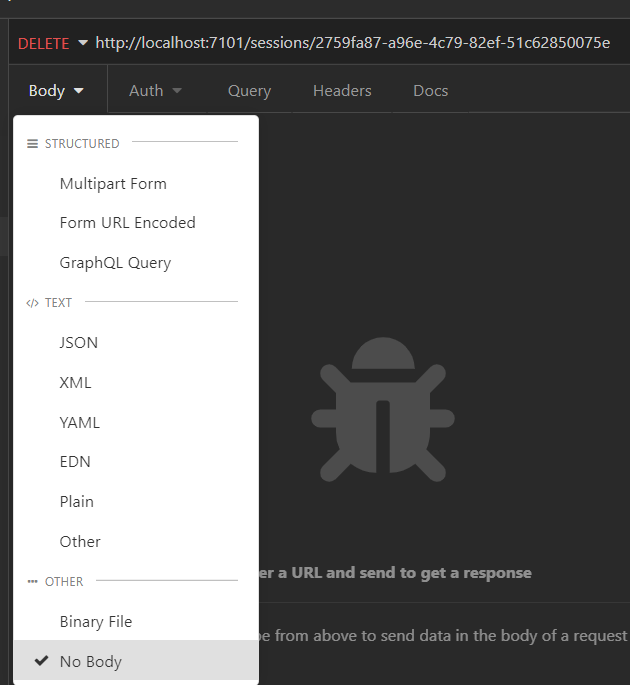 DELETE http://localhost:7101/sessions/2759fa87-a96e-4c79-82ef-51c62850075e
Body Auth Query Headers Docs
STRUCTURED
Multipart Form
Form URL Encoded
GraphQL Query
</> TEXT
JSON
XML
YAML
EDN
Plain
Other
er a URL and send to get a response
OTHER
Binary File
from above to send data in the body of a request
No Body